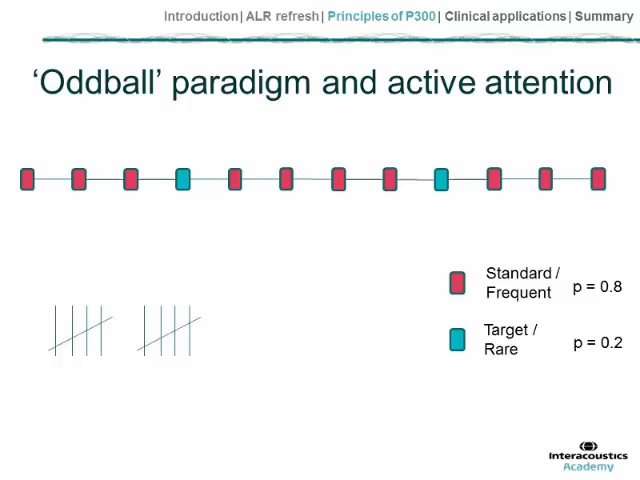 Introduction| ALR refresh| Principles of P300| Clinical applications| Summary
‘Oddball’ paradigm and active attention
Standard /
Frequent
p = 0.8
Target /
Rare
p = 0.2
Interacoustics
Academy